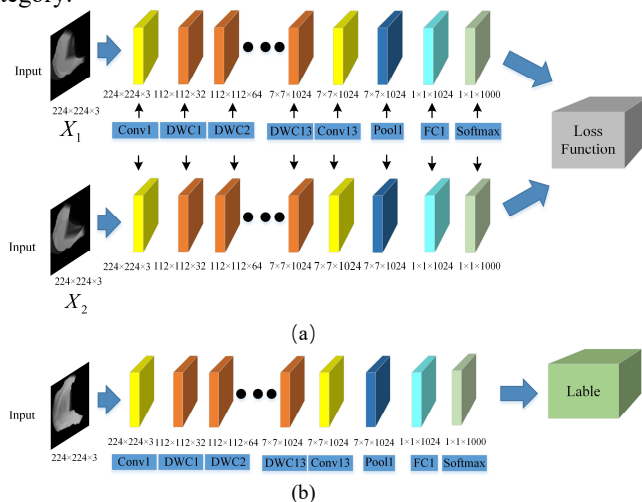 tegory.
Input
224×224×3
X1
224×224×3 112×112×32 112×112×64 7×7×1024 7×7×1024 7×7×1024 1×1×1024 1×1×1000
Conv1 DWC1 DWC2 DWC13 Conv13 Pool1 FC1 Softmax
Loss
Function
Input
224×224×3
X2
224×224×3 112×112×32 112×112×64 7×7×1024 7×7×1024 7×7×1024 1×1×1024 1×1×1000
(a)
Input
224×224×3
224×224×3 112×112×32 112×112×64 7×7×1024 7×7×1024 7×7×1024 1×1×1024 1×1×1000
Conv1 DWC1 DWC2 DWC13 Conv13 Pool1 FC1 Softmax
Lable
(b)